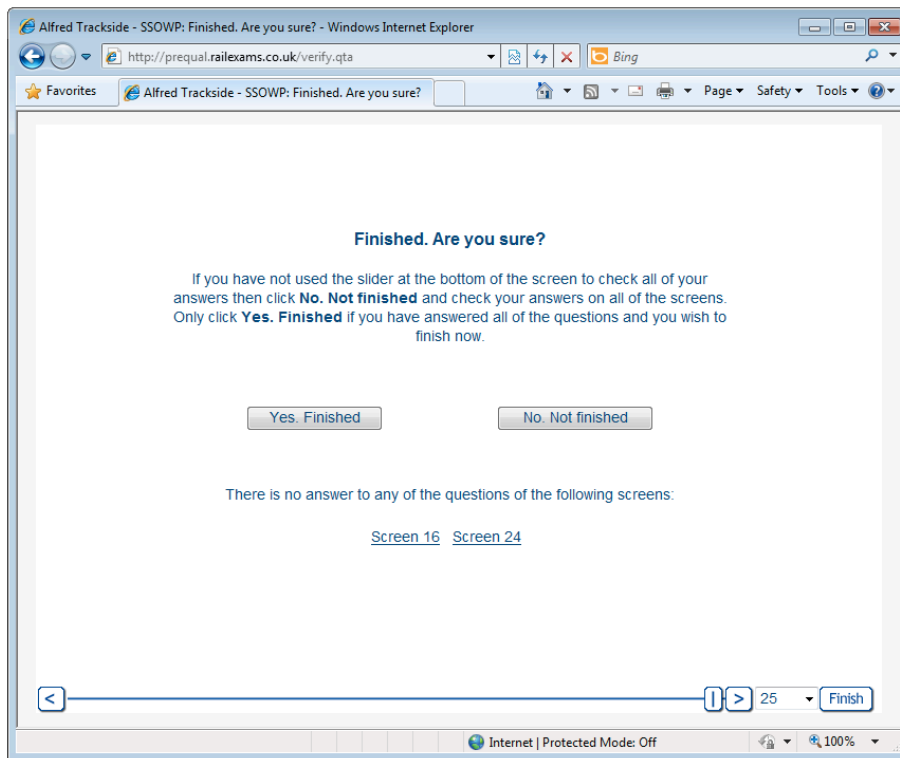 Alfred Trackside - SSOWP: Finished. Are you sure? - Windows Internet Explorer
http://prequal.railexams.co.uk/verify.qta
Bing
Favorites
Alfred Trackside - SSOWP: Finished. Are you sure?
Page
Safety
Tools
Finished. Are you sure?
If you have not used the slider at the bottom of the screen to check all of your
answers then click No. Not finished and check your answers on all of the screens.
Only click Yes. Finished if you have answered all of the questions and you wish to
finish now.
Yes. Finished
No. Not finished
There is no answer to any of the questions of the following screens:
Screen 16 Screen 24
< | > 25 Finish
Internet | Protected Mode: Off
100%